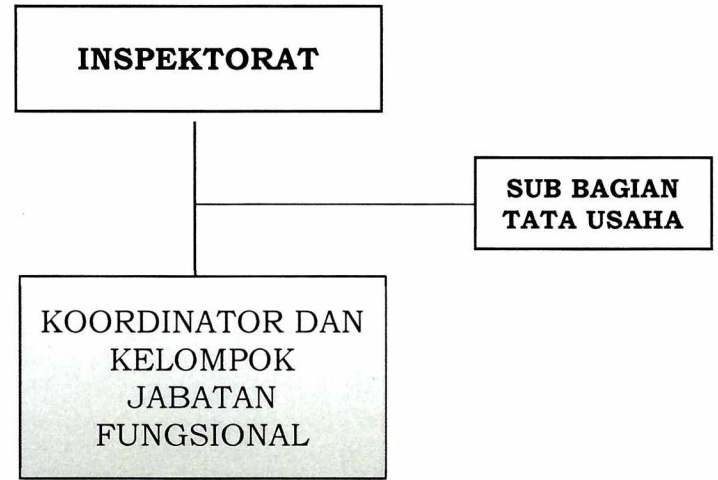 INSPEKTORAT
SUB BAGIAN
TATA USAHA
KOORDINATOR DAN
KELOMPOK
JABATAN
FUNGSIONAL